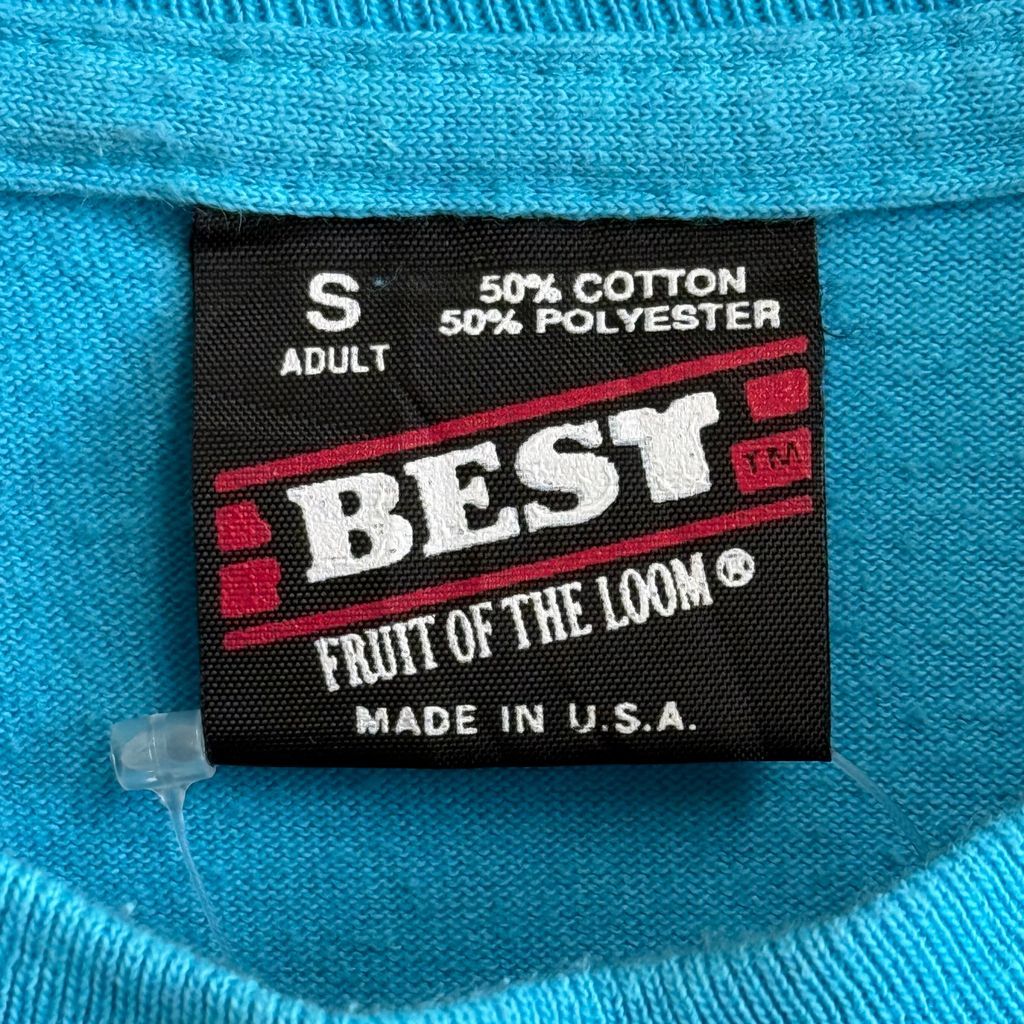 S
ADULT
50% COTTON
50% POLYESTER
BEST
TM
FRUIT OF THE LOOM®
MADE IN U.S.A.